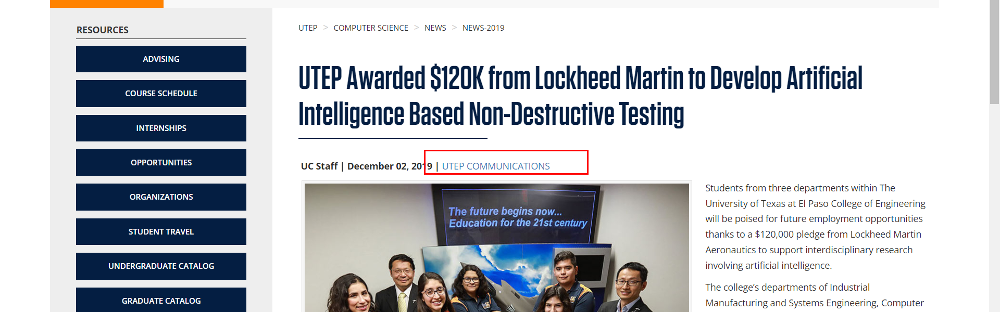 RESOURCES
ADVISING
COURSE SCHEDULE
INTERNSHIPS
OPPORTUNITIES
ORGANIZATIONS
STUDENT TRAVEL
UNDERGRADUATE CATALOG
GRADUATE CATALOG
UTEP > COMPUTER SCIENCE > NEWS > NEWS-2019
UTEP Awarded $120K from Lockheed Martin to Develop Artificial
Intelligence Based Non-Destructive Testing
UC Staff | December 02, 2019 | UTEP COMMUNICATIONS
The future begins now...
Education for the 21st century
Students from three departments within The
University of Texas at El Paso College of Engineering
will be poised for future employment opportunities
thanks to a $120,000 pledge from Lockheed Martin
Aeronautics to support interdisciplinary research
involving artificial intelligence.
The college’s departments of Industrial
Manufacturing and Systems Engineering, Computer